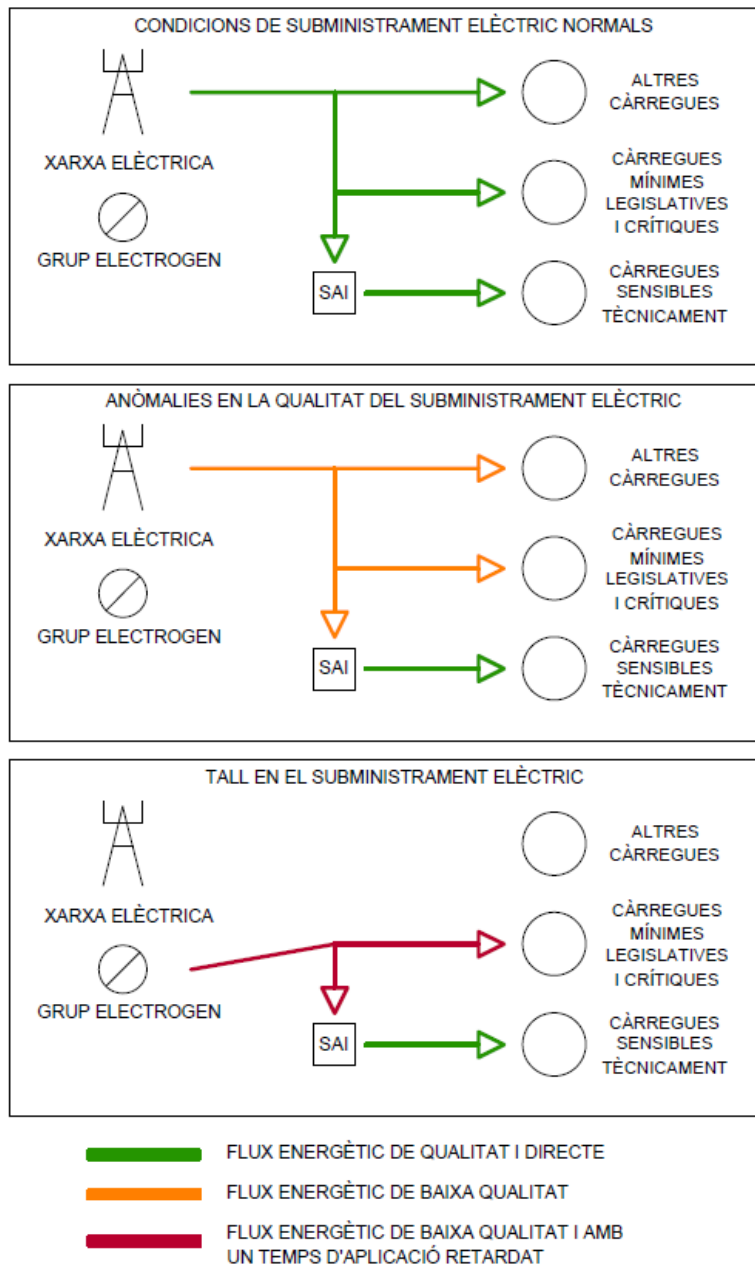 CONDICIONS DE SUBMINISTRAMENT ELÈCTRIC NORMALS
XARXA ELÈCTRICA
GRUP ELECTROGEN
SAI
ALTRES
CÀRREGUES
CÀRREGUES
MÍNIMES
LEGISLATIVES
I CRÍTIQUES
CÀRREGUES
SENSIBLES
TÈCNICAMENT
ANÒMALIES EN LA QUALITAT DEL SUBMINISTRAMENT ELÈCTRIC
XARXA ELÈCTRICA
GRUP ELECTROGEN
SAI
ALTRES
CÀRREGUES
CÀRREGUES
MÍNIMES
LEGISLATIVES
I CRÍTIQUES
CÀRREGUES
SENSIBLES
TÈCNICAMENT
TALL EN EL SUBMINISTRAMENT ELÈCTRIC
XARXA ELÈCTRICA
GRUP ELECTROGEN
SAI
ALTRES
CÀRREGUES
CÀRREGUES
MÍNIMES
LEGISLATIVES
I CRÍTIQUES
CÀRREGUES
SENSIBLES
TÈCNICAMENT
FLUX ENERGÈTIC DE QUALITAT I DIRECTE
FLUX ENERGÈTIC DE BAIXA QUALITAT
FLUX ENERGÈTIC DE BAIXA QUALITAT I AMB
UN TEMPS D'APLICACIÓ RETARDAT